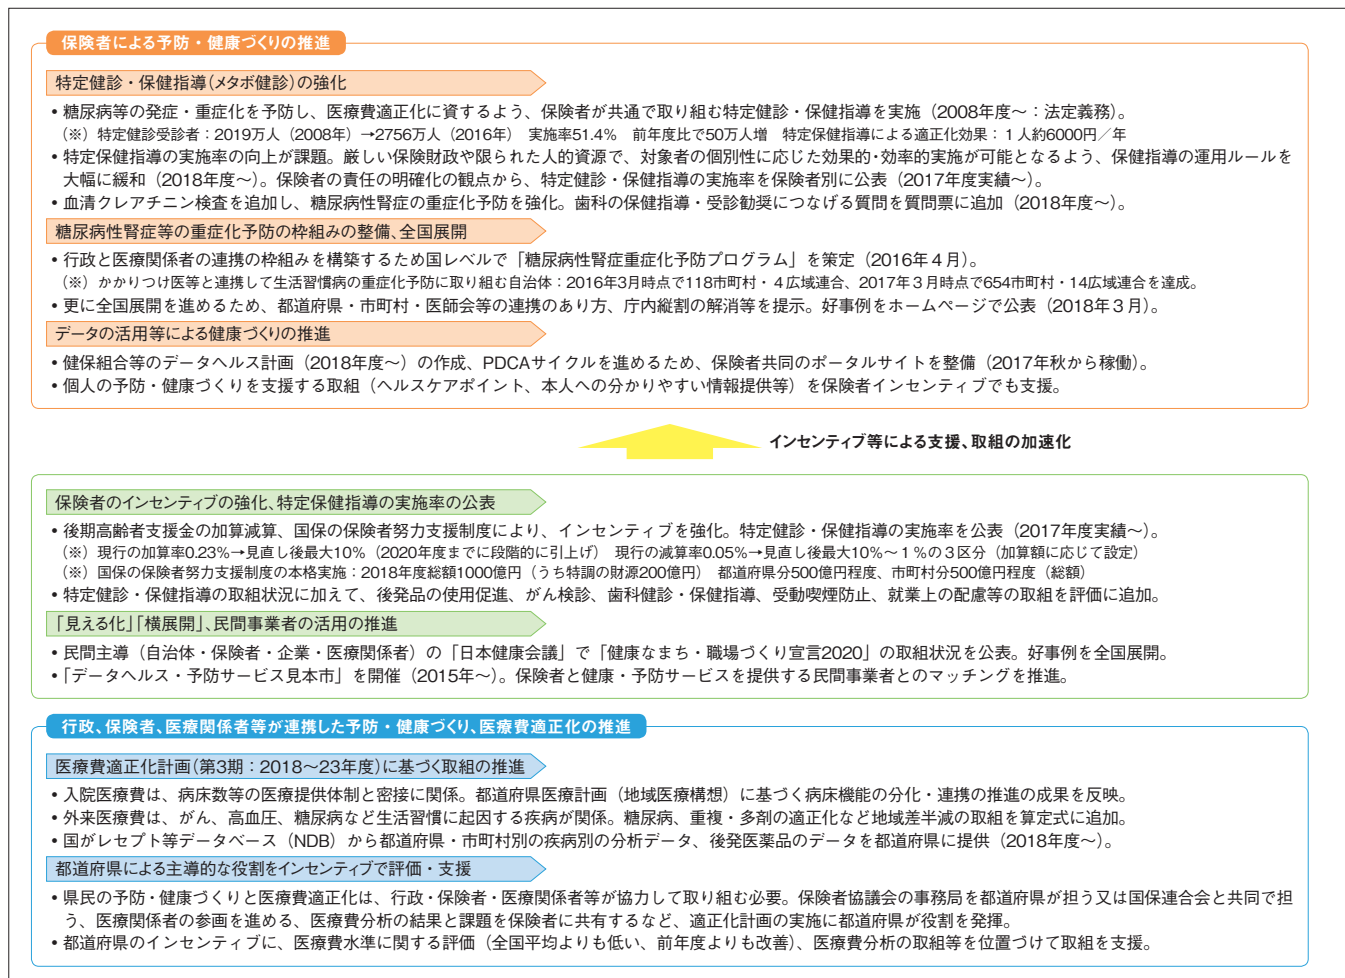 保険者による予防・健康づくりの推進
特定健診・保健指導（メタボ健診）の強化
• 糖尿病等の発症・重症化を予防し、医療費適正化に資するよう、保険者が共通で取り組む特定健診・保健指導を実施（2008年度〜：法定義務）。
（※）特定健診受診者：2019万人（2008年）→2756万人（2016年）　実施率51.4%　前年度比で50万人増　特定保健指導による適正化効果：１人約6000円／年
• 特定保健指導の実施率の向上が課題。厳しい保険財政や限られた人的資源で、対象者の個別性に応じた効果的・効率的実施が可能となるよう、保健指導の運用ルールを
大幅に緩和（2018年度〜）。保険者の責任の明確化の観点から、特定健診・保健指導の実施率を保険者別に公表（2017年度実績〜）。
• 血清クレアチニン検査を追加し、糖尿病性腎症の重症化予防を強化。歯科の保健指導・受診勧奨につなげる質問を質問票に追加（2018年度〜）。
糖尿病性腎症等の重症化予防の枠組みの整備、全国展開
• 行政と医療関係者の連携の枠組みを構築するため国レベルで「糖尿病性腎症重症化予防プログラム」を策定（2016年４月）。
（※）かかりつけ医等と連携して生活習慣病の重症化予防に取り組む自治体：2016年3月時点で118市町村・４広域連合、2017年３月時点で654市町村・14広域連合を達成。
• 更に全国展開を進めるため、都道府県・市町村・医師会等の連携のあり方、庁内縦割の解消等を提示。好事例をホームページで公表（2018年３月）。
データの活用等による健康づくりの推進
• 健保組合等のデータヘルス計画（2018年度〜）の作成、PDCAサイクルを進めるため、保険者共同のポータルサイトを整備（2017年秋から稼働）。
• 個人の予防・健康づくりを支援する取組（ヘルスケアポイント、本人への分かりやすい情報提供等）を保険者インセンティブでも支援。
インセンティブ等による支援、取組の加速化
保険者のインセンティブの強化、特定保健指導の実施率の公表
• 後期高齢者支援金の加算減算、国保の保険者努力支援制度により、インセンティブを強化。特定健診・保健指導の実施率を公表（2017年度実績〜）。
（※）現行の加算率0.23%→見直し後最大10%（2020年度までに段階的に引上げ）　現行の減算率0.05%→見直し後最大10%〜１%の３区分（加算額に応じて設定）
（※）国保の保険者努力支援制度の本格実施：2018年度総額1000億円（うち特調の財源200億円）　都道府県分500億円程度、市町村分500億円程度（総額）
• 特定健診・保健指導の取組状況に加えて、後発品の使用促進、がん検診、歯科健診・保健指導、受動喫煙防止、就業上の配慮等の取組を評価に追加。
「見える化」「横展開」、民間事業者の活用の推進
• 民間主導（自治体・保険者・企業・医療関係者）の「日本健康会議」で「健康なまち・職場づくり宣言2020」の取組状況を公表。好事例を全国展開。
•「データヘルス・予防サービス見本市」を開催（2015年〜）。保険者と健康・予防サービスを提供する民間事業者とのマッチングを推進。
行政、保険者、医療関係者等が連携した予防・健康づくり、医療費適正化の推進
医療費適正化計画（第3期：2018〜23年度）に基づく取組の推進
• 入院医療費は、病床数等の医療提供体制と密接に関係。都道府県医療計画（地域医療構想）に基づく病床機能の分化・連携の推進の成果を反映。
• 外来医療費は、がん、高血圧、糖尿病など生活習慣に起因する疾病が関係。糖尿病、重複・多剤の適正化など地域差半減の取組を算定式に追加。
• 国がレセプト等データベース（NDB）から都道府県・市町村別の疾病別の分析データ、後発医薬品のデータを都道府県に提供（2018年度〜）。
都道府県による主導的な役割をインセンティブで評価・支援
• 県民の予防・健康づくりと医療費適正化は、行政・保険者・医療関係者等が協力して取り組む必要。保険者協議会の事務局を都道府県が担う又は国保連合会と共同で担
う、医療関係者の参画を進める、医療費分析の結果と課題を保険者に共有するなど、適正化計画の実施に都道府県が役割を発揮。
• 都道府県のインセンティブに、医療費水準に関する評価（全国平均よりも低い、前年度よりも改善）、医療費分析の取組等を位置づけて取組を支援。